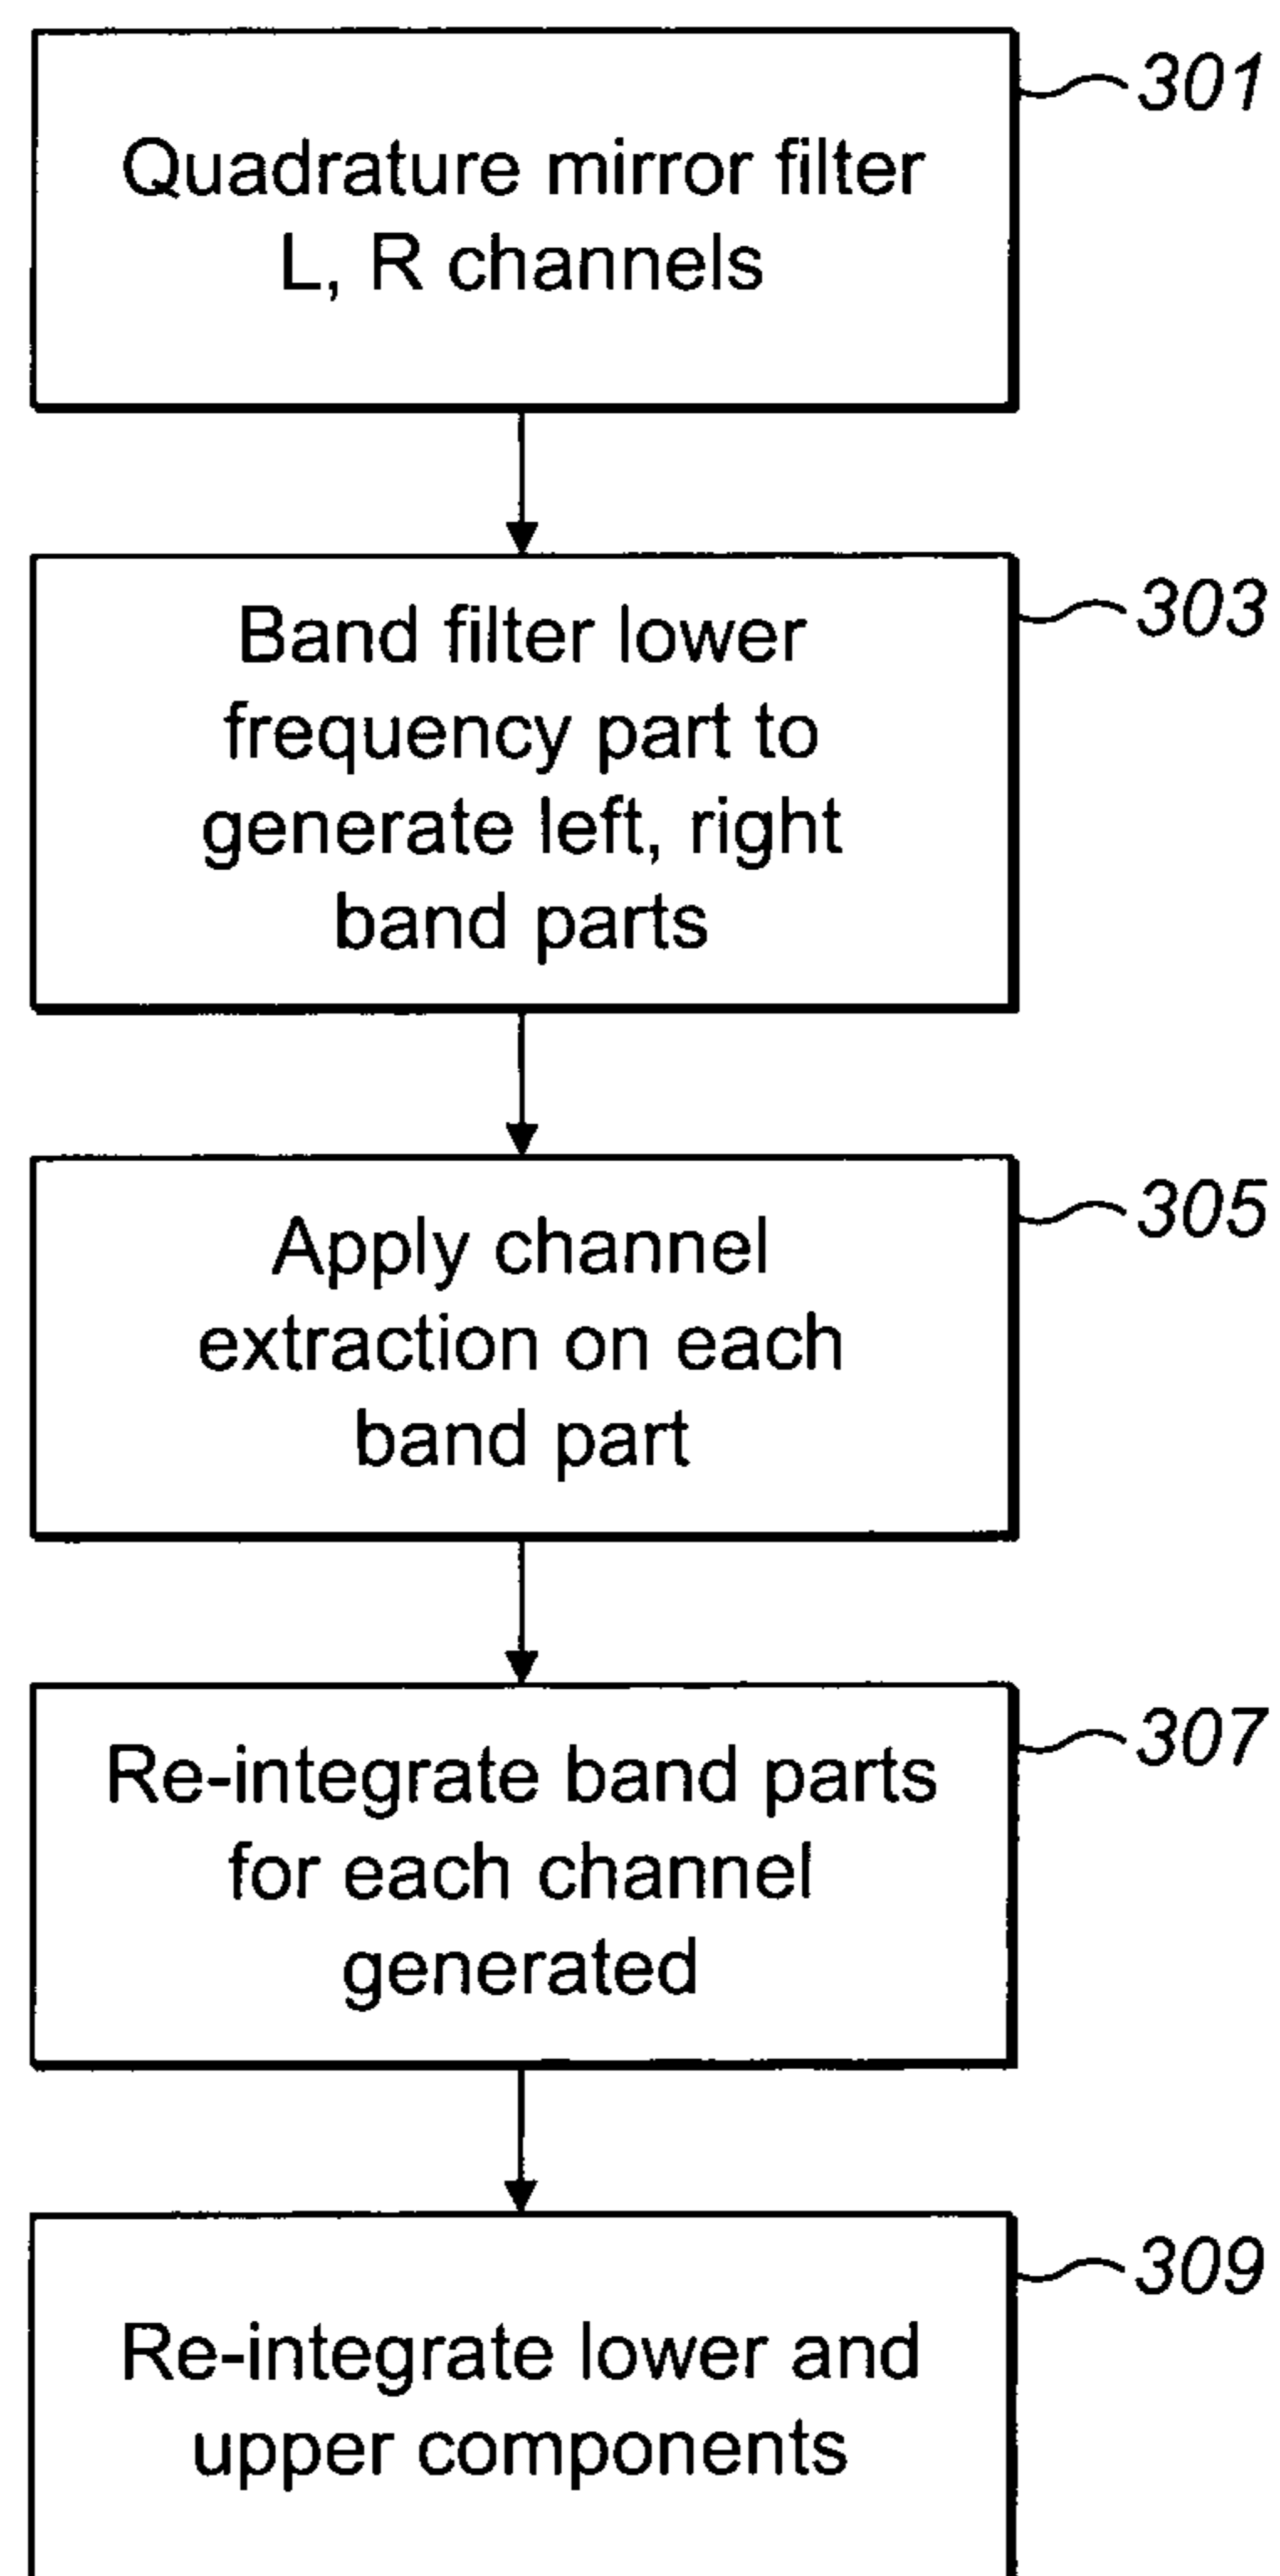 301
Quadrature mirror filter
L, R channels
303
Band filter lower
frequency part to
generate left, right
band parts
305
Apply channel
extraction on each
band part
307
Re-integrate band parts
for each channel
generated
309
Re-integrate lower and
upper components